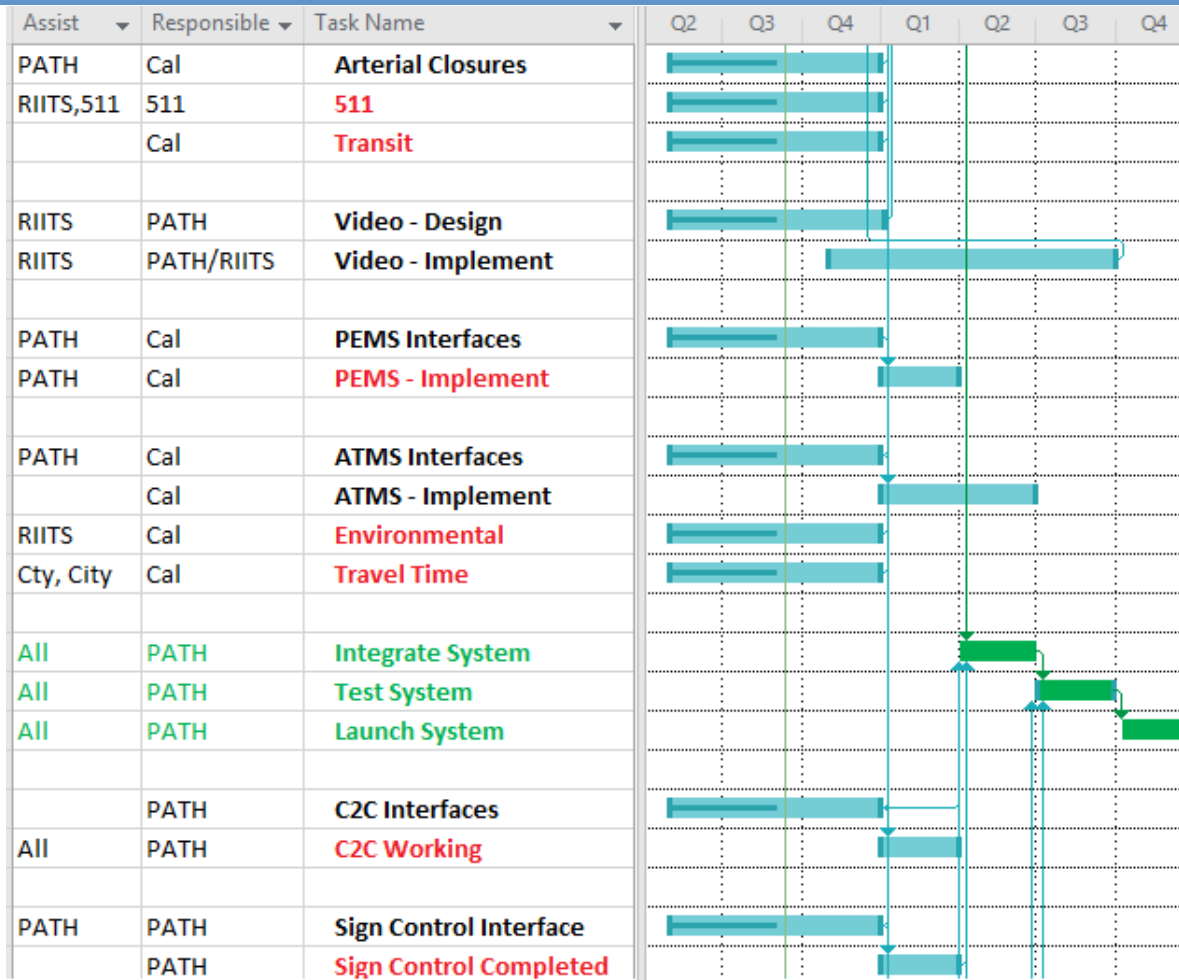 Assist Responsible Task Name Q2 Q3 Q4 Q1 Q2 Q3 Q4
PATH Cal Arterial Closures
RIITS,511 511 511
Cal Transit
RIITS PATH Video - Design
RIITS PATH/RIITS Video - Implement
PATH Cal PEMS Interfaces
PATH Cal PEMS - Implement
PATH Cal ATMS Interfaces
Cal ATMS - Implement
RIITS Cal Environmental
Cty, City Cal Travel Time
All PATH Integrate System
All PATH Test System
All PATH Launch System
PATH C2C Interfaces
All PATH C2C Working
PATH PATH Sign Control Interface
PATH Sign Control Completed